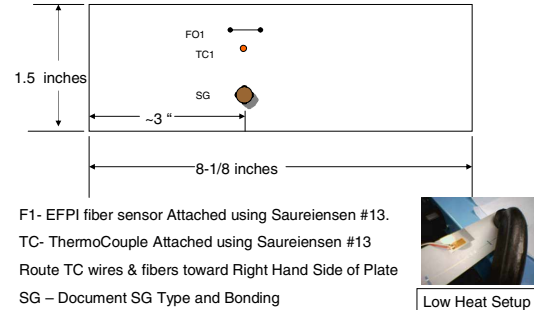 FO1
TC1
1.5 inches
SG
~3 “
8-1/8 inches
F1- EFPI fiber sensor Attached using Saureiensen #13.
TC- ThermoCouple Attached using Saureiensen #13
Route TC wires & fibers toward Right Hand Side of Plate
SG – Document SG Type and Bonding
Low Heat Setup